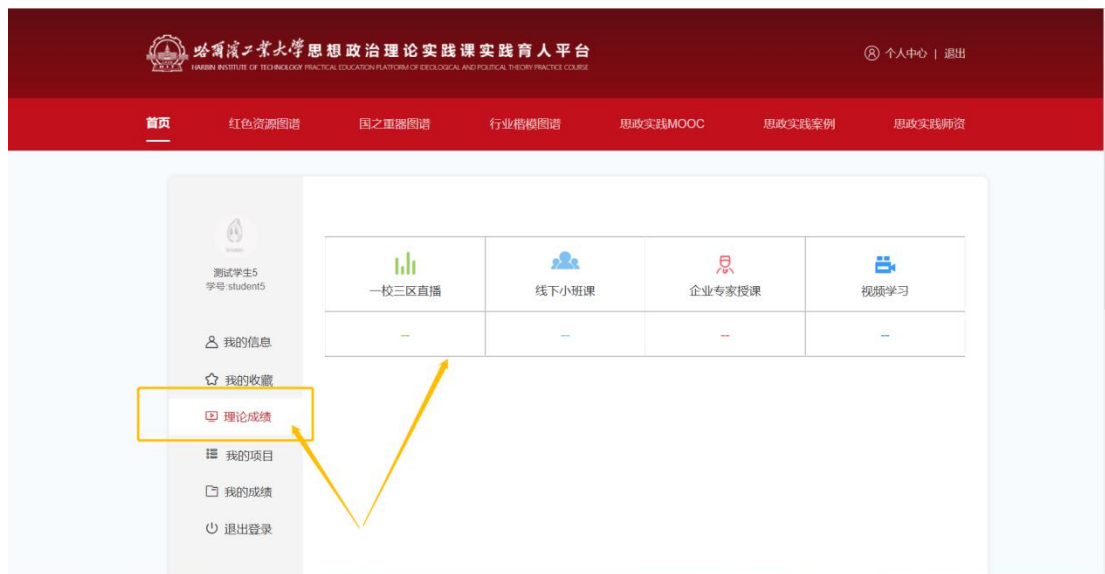 哈爾濱工業大学思想政治理论实践课实践育人平台
HARBIN INSTITUTE OF TECHNOLOGY PRACTICAL EDUCATION PLATFORM OF IDEOLOGICAL AND POLITICAL THEORY PRACTICE COURSE
个人中心 | 退出
首页 红色资源图谱 国之重器图谱 行业楷模图谱 思政实践MOOC 思政实践案例 思政实践师资
测试学生5
学号:student5
一校三区直播 线下小班课 企业专家授课 视频学习
-- -- -- --
我的信息
我的收藏
理论成绩
我的项目
我的成绩
退出登录